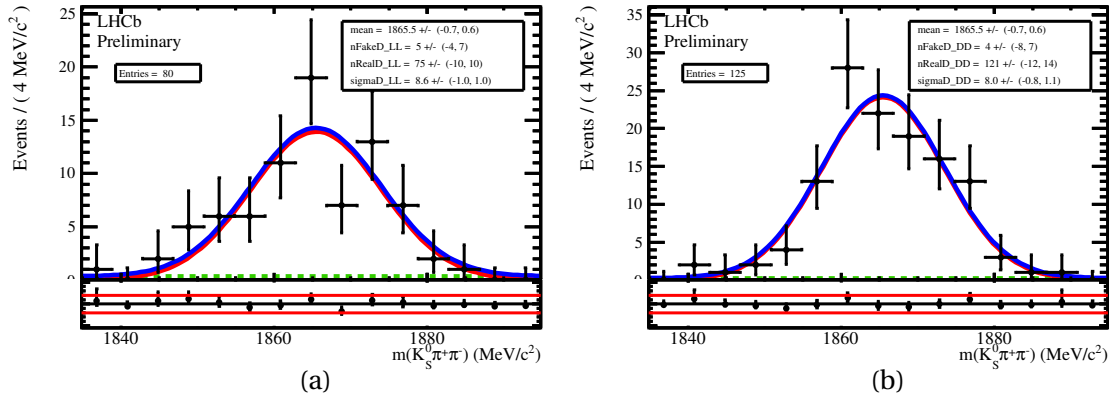 LHCb
Preliminary
Entries = 80
mean = 1865.5 +/- (-0.7, 0.6)
nFakeD_LL = 5 +/- (-4, 7)
nRealD_LL = 75 +/- (-10, 10)
sigmaD_LL = 8.6 +/- (-1.0, 1.0)
Events / ( 4 MeV/c² )
25
20
15
10
5
0
1840
1860
1880
m(K⁰Sπ⁺π⁻) (MeV/c²)
(a)
LHCb
Preliminary
Entries = 125
mean = 1865.5 +/- (-0.7, 0.6)
nFakeD_DD = 4 +/- (-8, 7)
nRealD_DD = 121 +/- (-12, 14)
sigmaD_DD = 8.0 +/- (-0.8, 1.1)
Events / ( 4 MeV/c² )
35
30
25
20
15
10
5
0
1840
1860
1880
m(K⁰Sπ⁺π⁻) (MeV/c²)
(b)